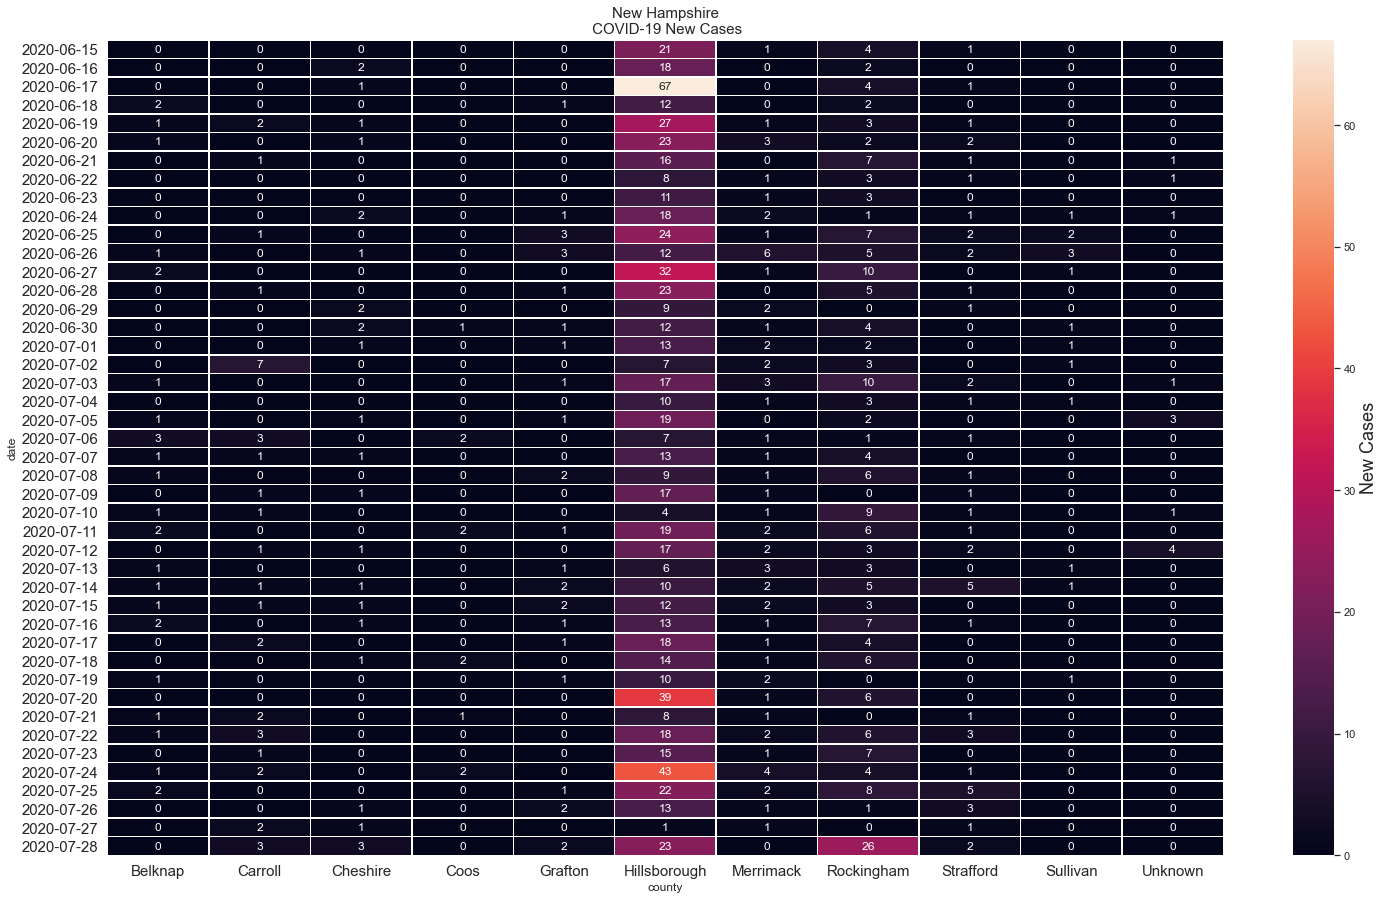 New Hampshire
COVID-19 New Cases
2020-06-15 0 0 0 0 0 21 1 4 1 0 0
2020-06-16 0 0 2 0 0 18 0 2 0 0 0
2020-06-17 0 0 1 0 0 67 0 4 1 0 0
2020-06-18 2 0 0 0 1 12 0 2 0 0 0
2020-06-19 1 2 1 0 0 27 1 3 1 0 0
2020-06-20 1 0 1 0 0 23 3 2 2 0 0
2020-06-21 0 1 0 0 0 16 0 7 1 0 1
2020-06-22 0 0 0 0 0 8 1 3 1 0 1
2020-06-23 0 0 0 0 0 11 1 3 0 0 0
2020-06-24 0 0 2 0 1 18 2 1 1 1 1
2020-06-25 0 1 0 0 3 24 1 7 2 2 0
2020-06-26 1 0 1 0 3 12 6 5 2 3 0
2020-06-27 2 0 0 0 0 32 1 10 0 1 0
2020-06-28 0 1 0 0 1 23 0 5 1 0 0
2020-06-29 0 0 2 0 0 9 2 0 1 0 0
2020-06-30 0 0 2 1 1 12 1 4 0 1 0
2020-07-01 0 0 1 0 1 13 2 2 0 1 0
2020-07-02 0 7 0 0 0 7 2 3 0 1 0
2020-07-03 1 0 0 0 1 17 3 10 2 0 1
2020-07-04 0 0 0 0 0 10 1 3 1 1 0
2020-07-05 1 0 1 0 1 19 0 2 0 0 3
2020-07-06 3 3 0 2 0 7 1 1 1 0 0
2020-07-07 1 1 1 0 0 13 1 4 0 0 0
2020-07-08 1 0 0 0 2 9 1 6 1 0 0
2020-07-09 0 1 1 0 0 17 1 0 1 0 0
2020-07-10 1 1 0 0 0 4 1 9 1 0 1
2020-07-11 2 0 0 2 1 19 2 6 1 0 0
2020-07-12 0 1 1 0 0 17 2 3 2 0 4
2020-07-13 1 0 0 0 1 6 3 3 0 1 0
2020-07-14 1 1 1 0 2 10 2 5 5 1 0
2020-07-15 1 1 1 0 2 12 2 3 0 0 0
2020-07-16 2 0 1 0 1 13 1 7 1 0 0
2020-07-17 0 2 0 0 1 18 1 4 0 0 0
2020-07-18 0 0 1 2 0 14 1 6 0 0 0
2020-07-19 1 0 0 0 1 10 2 0 0 1 0
2020-07-20 0 0 0 0 0 39 1 6 0 0 0
2020-07-21 1 2 0 1 0 8 1 0 1 0 0
2020-07-22 1 3 0 0 0 18 2 6 3 0 0
2020-07-23 0 1 0 0 0 15 1 7 0 0 0
2020-07-24 1 2 0 2 0 43 4 4 1 0 0
2020-07-25 2 0 0 0 1 22 2 8 5 0 0
2020-07-26 0 0 1 0 2 13 1 1 3 0 0
2020-07-27 0 2 1 0 0 1 1 0 1 0 0
2020-07-28 0 3 3 0 2 23 0 26 2 0 0
Belknap Carroll Cheshire Coos Grafton Hillsborough Merrimack Rockingham Strafford Sullivan Unknown
county
date
60
50
40
30
20
10
0
New Cases